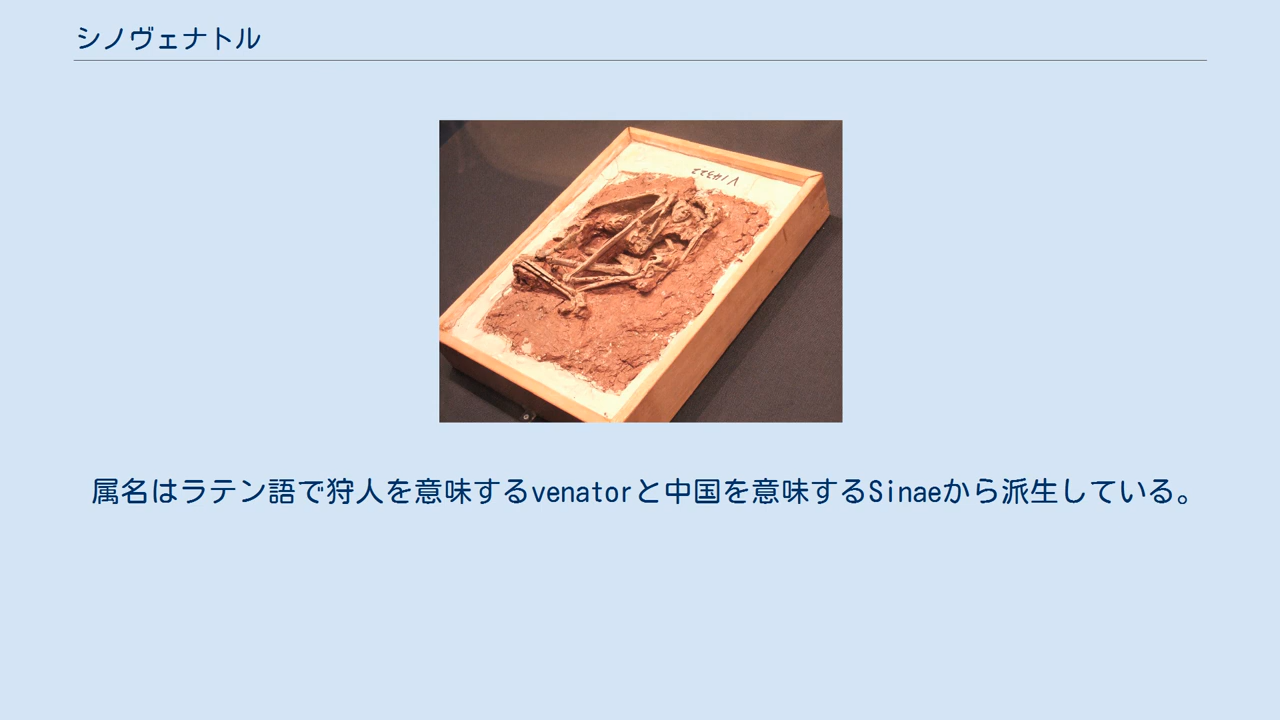 シノヴェナトル
V14322
属名はラテン語で狩人を意味するvenatorと中国を意味するSinaeから派生している。